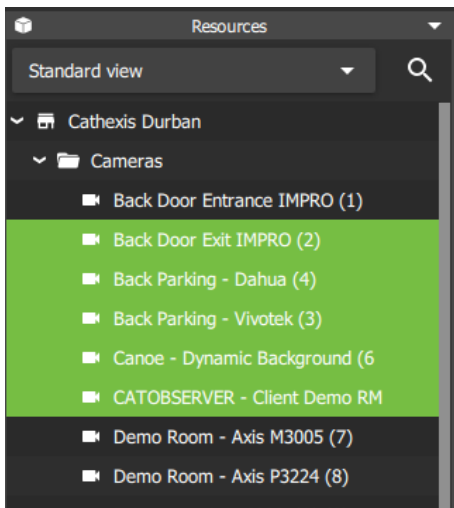 Resources
Standard view
Cathexis Durban
Cameras
Back Door Entrance IMPRO (1)
Back Door Exit IMPRO (2)
Back Parking - Dahua (4)
Back Parking - Vivotek (3)
Canoe - Dynamic Background (6
CATOBSERVER - Client Demo RM
Demo Room - Axis M3005 (7)
Demo Room - Axis P3224 (8)